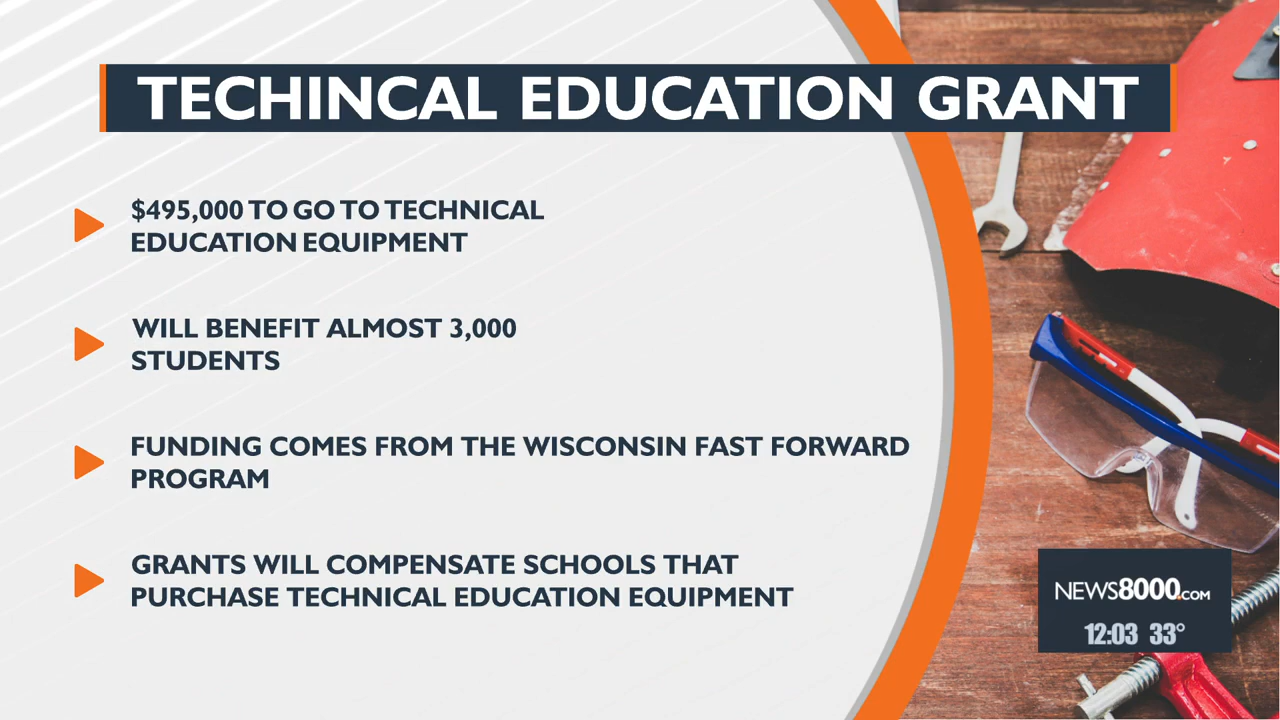 TECHINCAL EDUCATION GRANT
$495,000 TO GO TO TECHNICAL
EDUCATION EQUIPMENT
WILL BENEFIT ALMOST 3,000
STUDENTS
FUNDING COMES FROM THE WISCONSIN FAST FORWARD
PROGRAM
GRANTS WILL COMPENSATE SCHOOLS THAT
PURCHASE TECHNICAL EDUCATION EQUIPMENT
NEWS8000.COM
12:03 33°